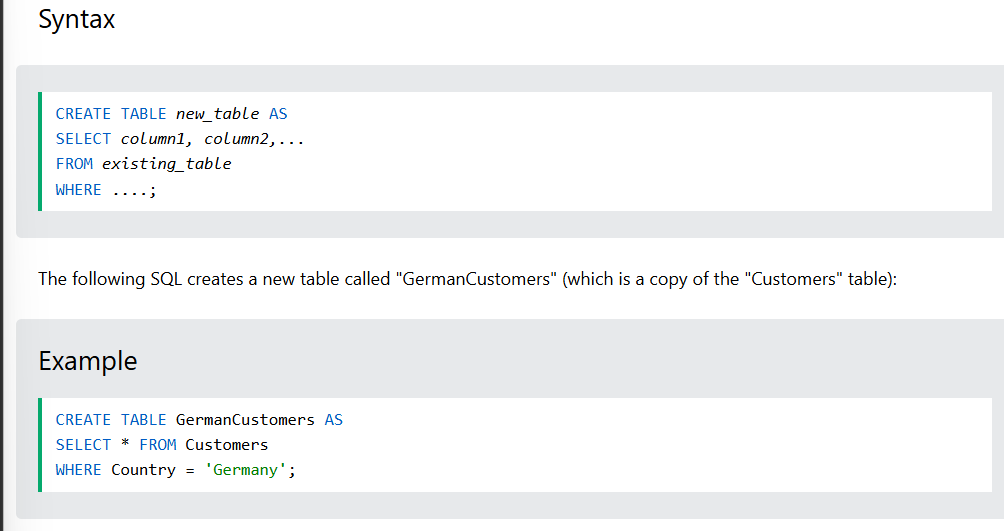 Syntax
CREATE TABLE new_table AS
SELECT column1, column2,...
FROM existing_table
WHERE ....;
The following SQL creates a new table called "GermanCustomers" (which is a copy of the "Customers" table):
Example
CREATE TABLE GermanCustomers AS
SELECT * FROM Customers
WHERE Country = 'Germany';